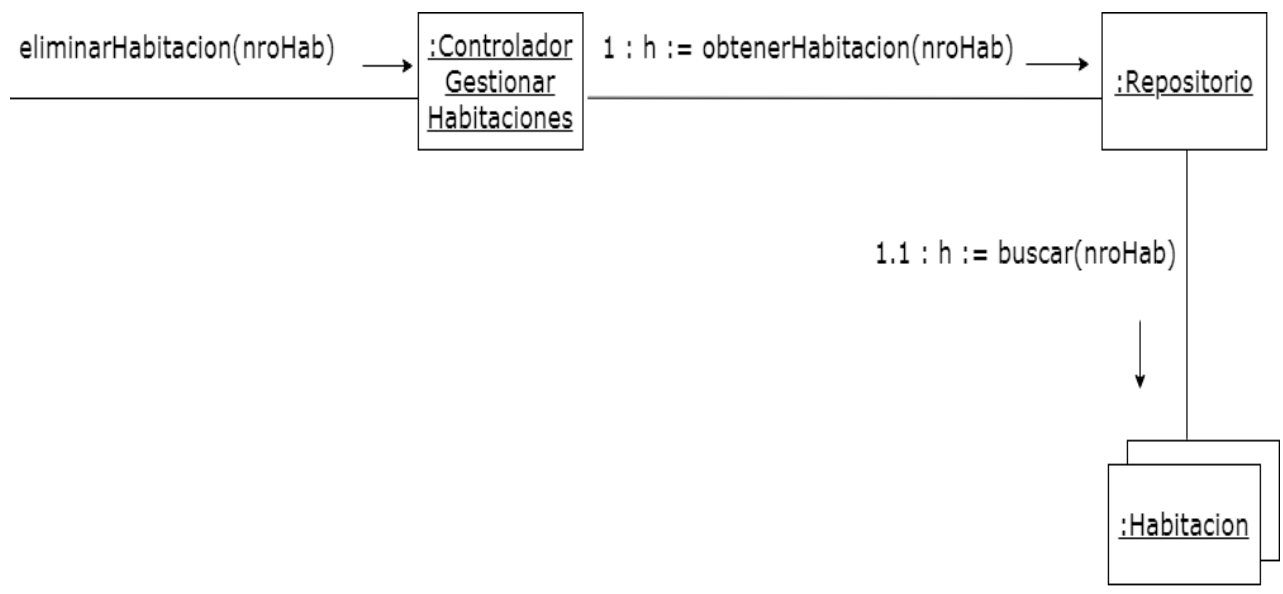 eliminarHabitacion(nroHab)
:Controlador
Gestionar
Habitaciones
1 : h := obtenerHabitacion(nroHab)
:Repositorio
1.1 : h := buscar(nroHab)
:Habitacion